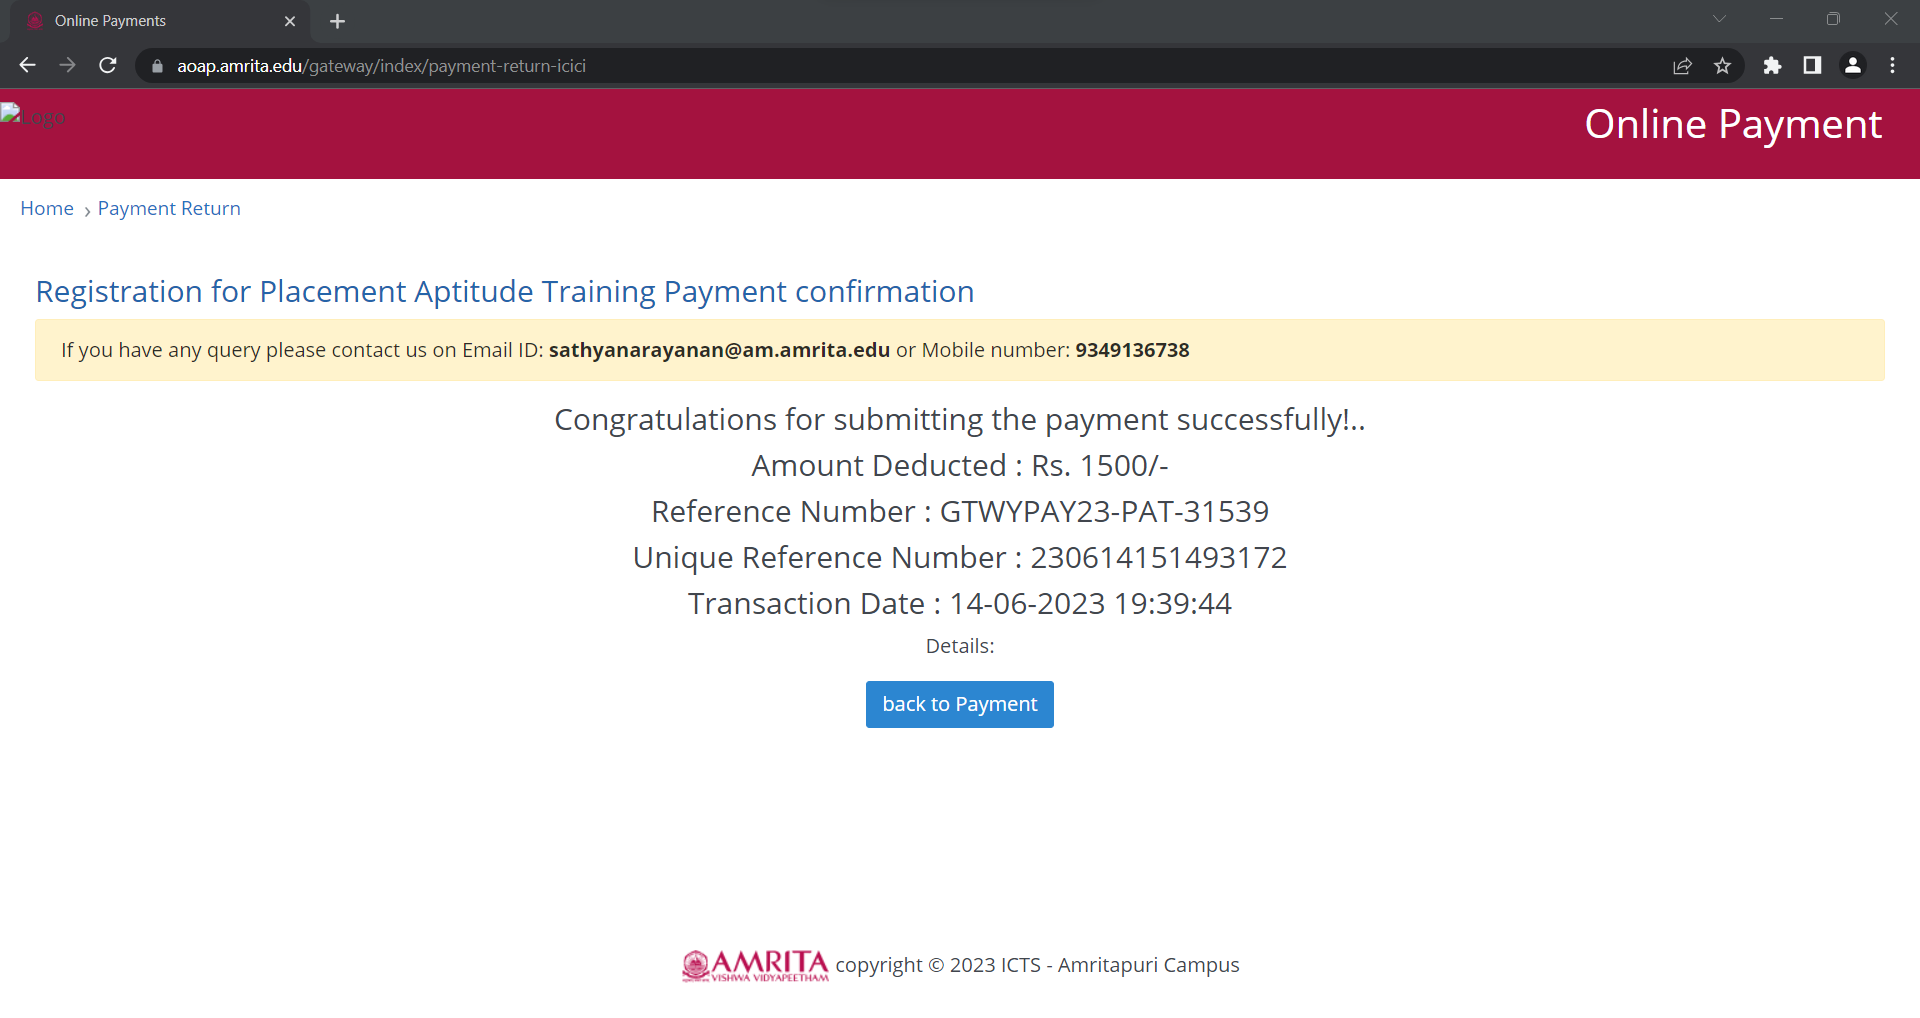 Online Payments
aoap.amrita.edu/gateway/index/payment-return-icici
Logo
Online Payment
Home › Payment Return
Registration for Placement Aptitude Training Payment confirmation
If you have any query please contact us on Email ID: sathyanarayanan@am.amrita.edu or Mobile number: 9349136738
Congratulations for submitting the payment successfully!..
Amount Deducted : Rs. 1500/-
Reference Number : GTWYPAY23-PAT-31539
Unique Reference Number : 230614151493172
Transaction Date : 14-06-2023 19:39:44
Details:
back to Payment
AMRITA
VISHWA VIDYAPEETHAM
copyright © 2023 ICTS - Amritapuri Campus